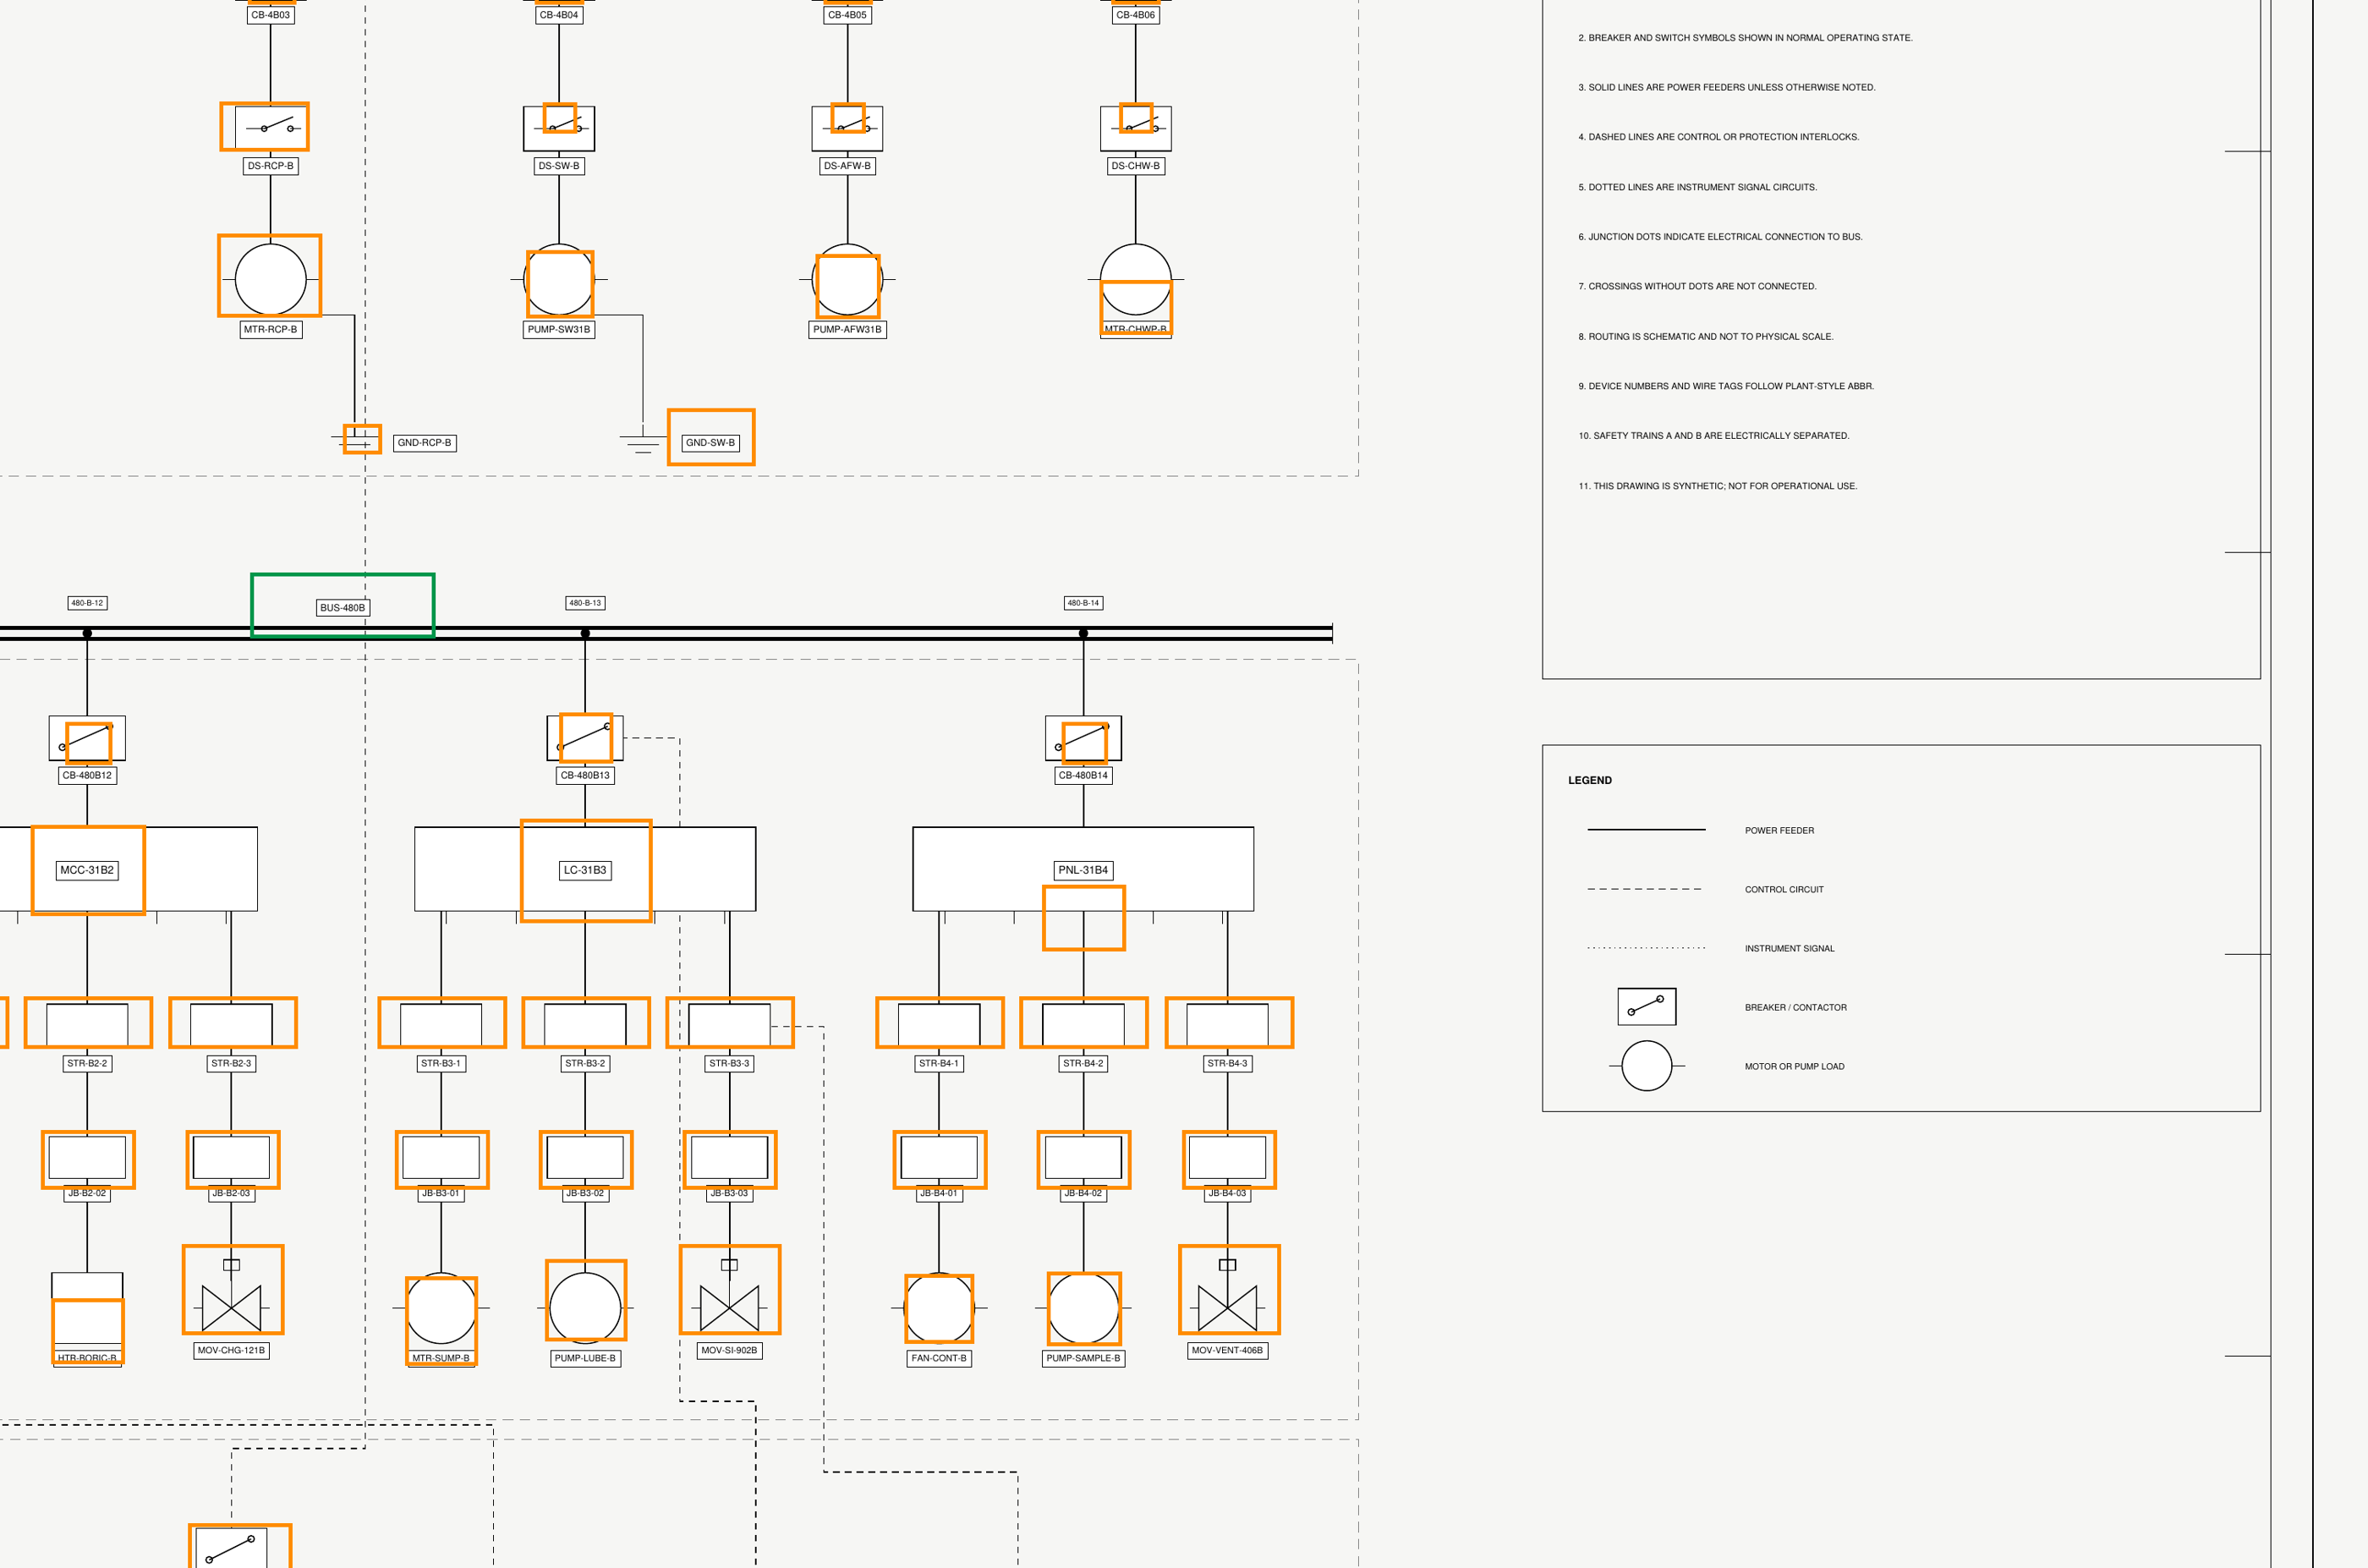 CB-4B03
CB-4B04
CB-4B05
CB-4B06
2. BREAKER AND SWITCH SYMBOLS SHOWN IN NORMAL OPERATING STATE.
3. SOLID LINES ARE POWER FEEDERS UNLESS OTHERWISE NOTED.
4. DASHED LINES ARE CONTROL OR PROTECTION INTERLOCKS.
5. DOTTED LINES ARE INSTRUMENT SIGNAL CIRCUITS.
6. JUNCTION DOTS INDICATE ELECTRICAL CONNECTION TO BUS.
7. CROSSINGS WITHOUT DOTS ARE NOT CONNECTED.
8. ROUTING IS SCHEMATIC AND NOT TO PHYSICAL SCALE.
9. DEVICE NUMBERS AND WIRE TAGS FOLLOW PLANT-STYLE ABBR.
10. SAFETY TRAINS A AND B ARE ELECTRICALLY SEPARATED.
11. THIS DRAWING IS SYNTHETIC; NOT FOR OPERATIONAL USE.
DS-RCP-B
DS-SW-B
DS-AFW-B
DS-CHW-B
MTR-RCP-B
PUMP-SW31B
PUMP-AFW31B
MTR-CHWP-B
GND-RCP-B
GND-SW-B
480-B-12
BUS-480B
480-B-13
480-B-14
CB-480B12
CB-480B13
CB-480B14
MCC-31B2
LC-31B3
PNL-31B4
STR-B2-2
STR-B2-3
STR-B3-1
STR-B3-2
STR-B3-3
STR-B4-1
STR-B4-2
STR-B4-3
JB-B2-02
JB-B2-03
JB-B3-01
JB-B3-02
JB-B3-03
JB-B4-01
JB-B4-02
JB-B4-03
HTR-BORIC-B
MOV-CHG-121B
MTR-SUMP-B
PUMP-LUBE-B
MOV-SI-902B
FAN-CONT-B
PUMP-SAMPLE-B
MOV-VENT-406B
LEGEND
POWER FEEDER
CONTROL CIRCUIT
INSTRUMENT SIGNAL
BREAKER / CONTACTOR
MOTOR OR PUMP LOAD